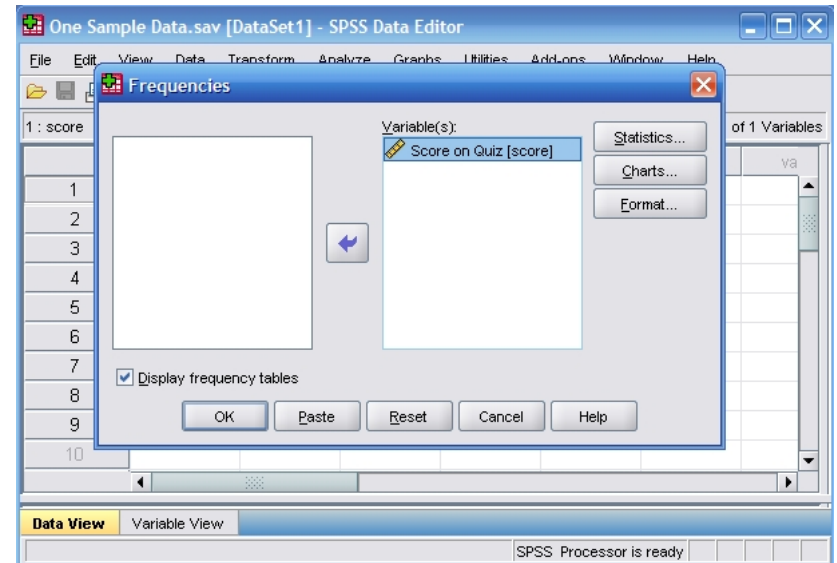 One Sample Data.sav [DataSet1] - SPSS Data Editor
File Edit View Data Transform Analyze Graphs Utilities Add-ons Window Help
Frequencies
1 : score
of 1 Variables
Variable(s):
Score on Quiz [score]
Statistics...
Charts...
Format...
va
1
2
3
4
5
6
7
8
9
10
Display frequency tables
OK Paste Reset Cancel Help
Data View Variable View
SPSS Processor is ready